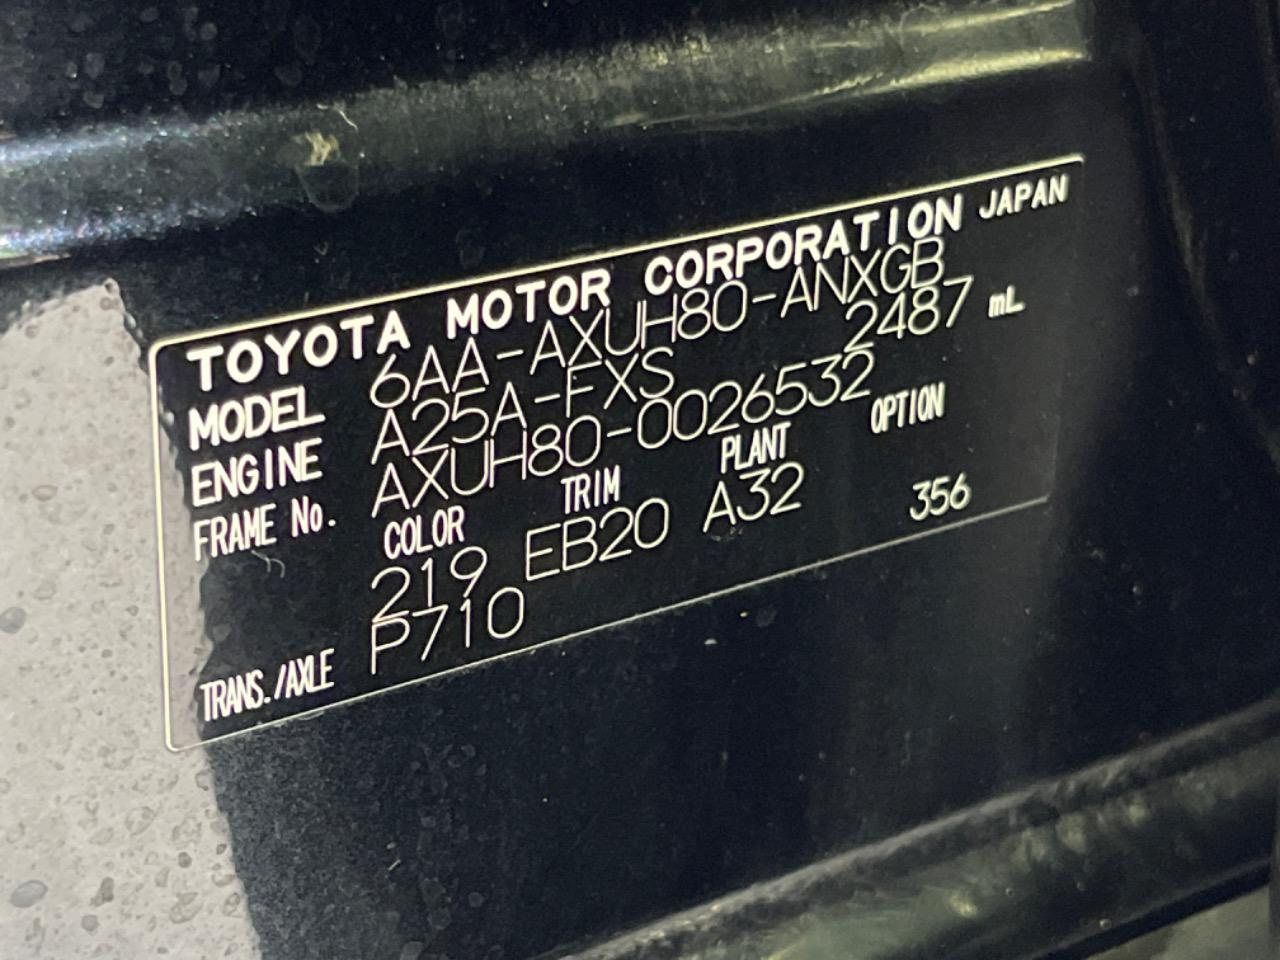 TOYOTA MOTOR CORPORATION JAPAN
MODEL 6AA-AXUH80-ANXGB
ENGINE A25A-FXS 2487 mL
FRAME No. AXUH80-0026532
COLOR TRIM PLANT OPTION
219 EB20 A32 356
TRANS./AXLE P710